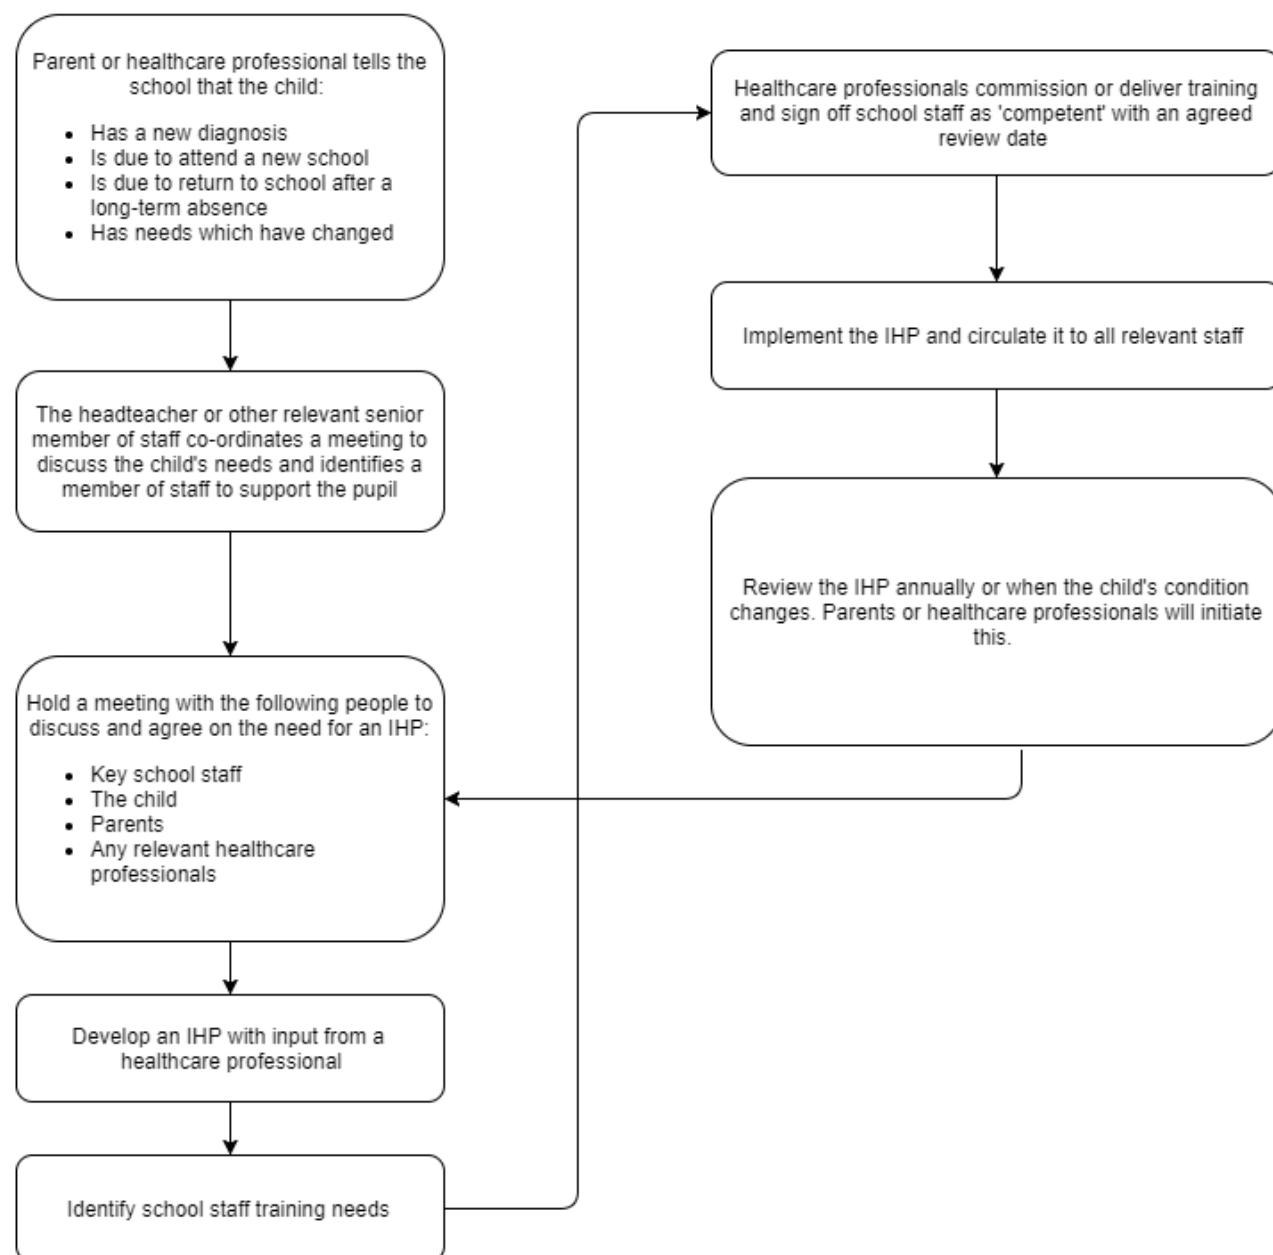 Parent or healthcare professional tells the
school that the child:
• Has a new diagnosis
• Is due to attend a new school
• Is due to return to school after a
long-term absence
• Has needs which have changed
The headteacher or other relevant senior
member of staff co-ordinates a meeting to
discuss the child's needs and identifies a
member of staff to support the pupil
Hold a meeting with the following people to
discuss and agree on the need for an IHP:
• Key school staff
• The child
• Parents
• Any relevant healthcare
professionals
Develop an IHP with input from a
healthcare professional
Identify school staff training needs
Healthcare professionals commission or deliver training
and sign off school staff as 'competent' with an agreed
review date
Implement the IHP and circulate it to all relevant staff
Review the IHP annually or when the child's condition
changes. Parents or healthcare professionals will initiate
this.